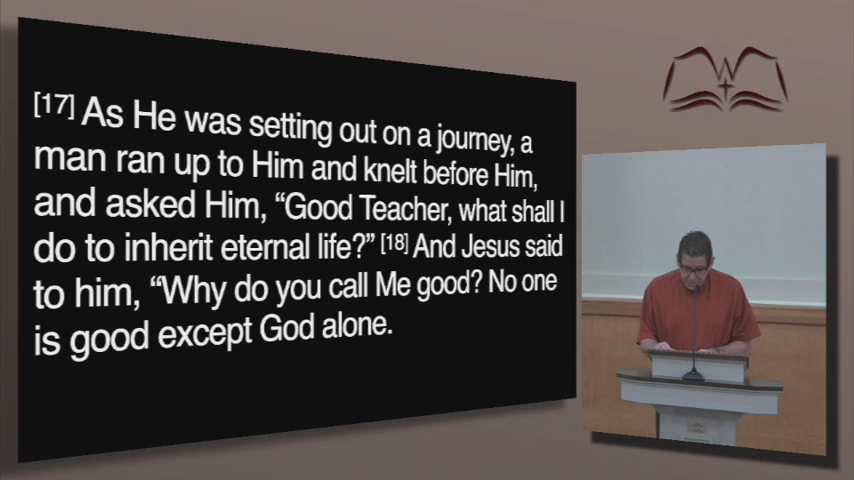 [17] As He was setting out on a journey, a
man ran up to Him and knelt before Him,
and asked Him, “Good Teacher, what shall I
do to inherit eternal life?” [18] And Jesus said
to him, “Why do you call Me good? No one
is good except God alone.